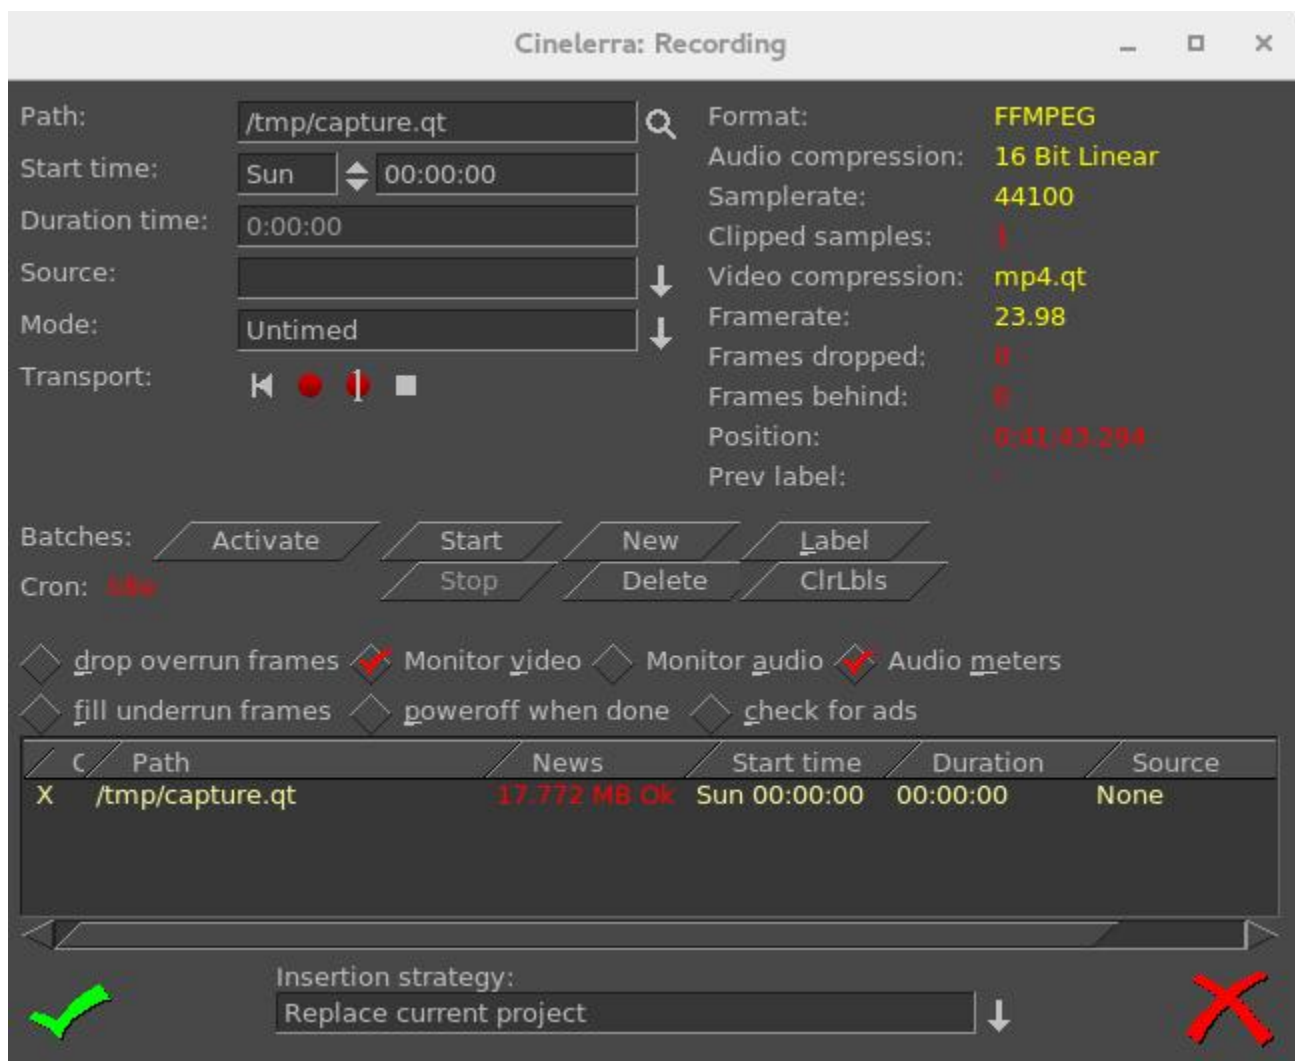 Cinelerra: Recording
Path: /tmp/capture.qt
Start time: Sun 00:00:00
Duration time: 0:00:00
Source:
Mode: Untimed
Transport:
Format: FFMPEG
Audio compression: 16 Bit Linear
Samplerate: 44100
Clipped samples:
Video compression: mp4.qt
Framerate: 23.98
Frames dropped:
Frames behind:
Position: 0:41:43.294
Prev label: -
Batches: Activate Start New Label
Cron: Stop Delete ClrLbls
drop overrun frames Monitor video Monitor audio Audio meters
fill underrun frames poweroff when done check for ads
Path News Start time Duration Source
X /tmp/capture.qt 17.772 MB Ok Sun 00:00:00 00:00:00 None
Insertion strategy:
Replace current project